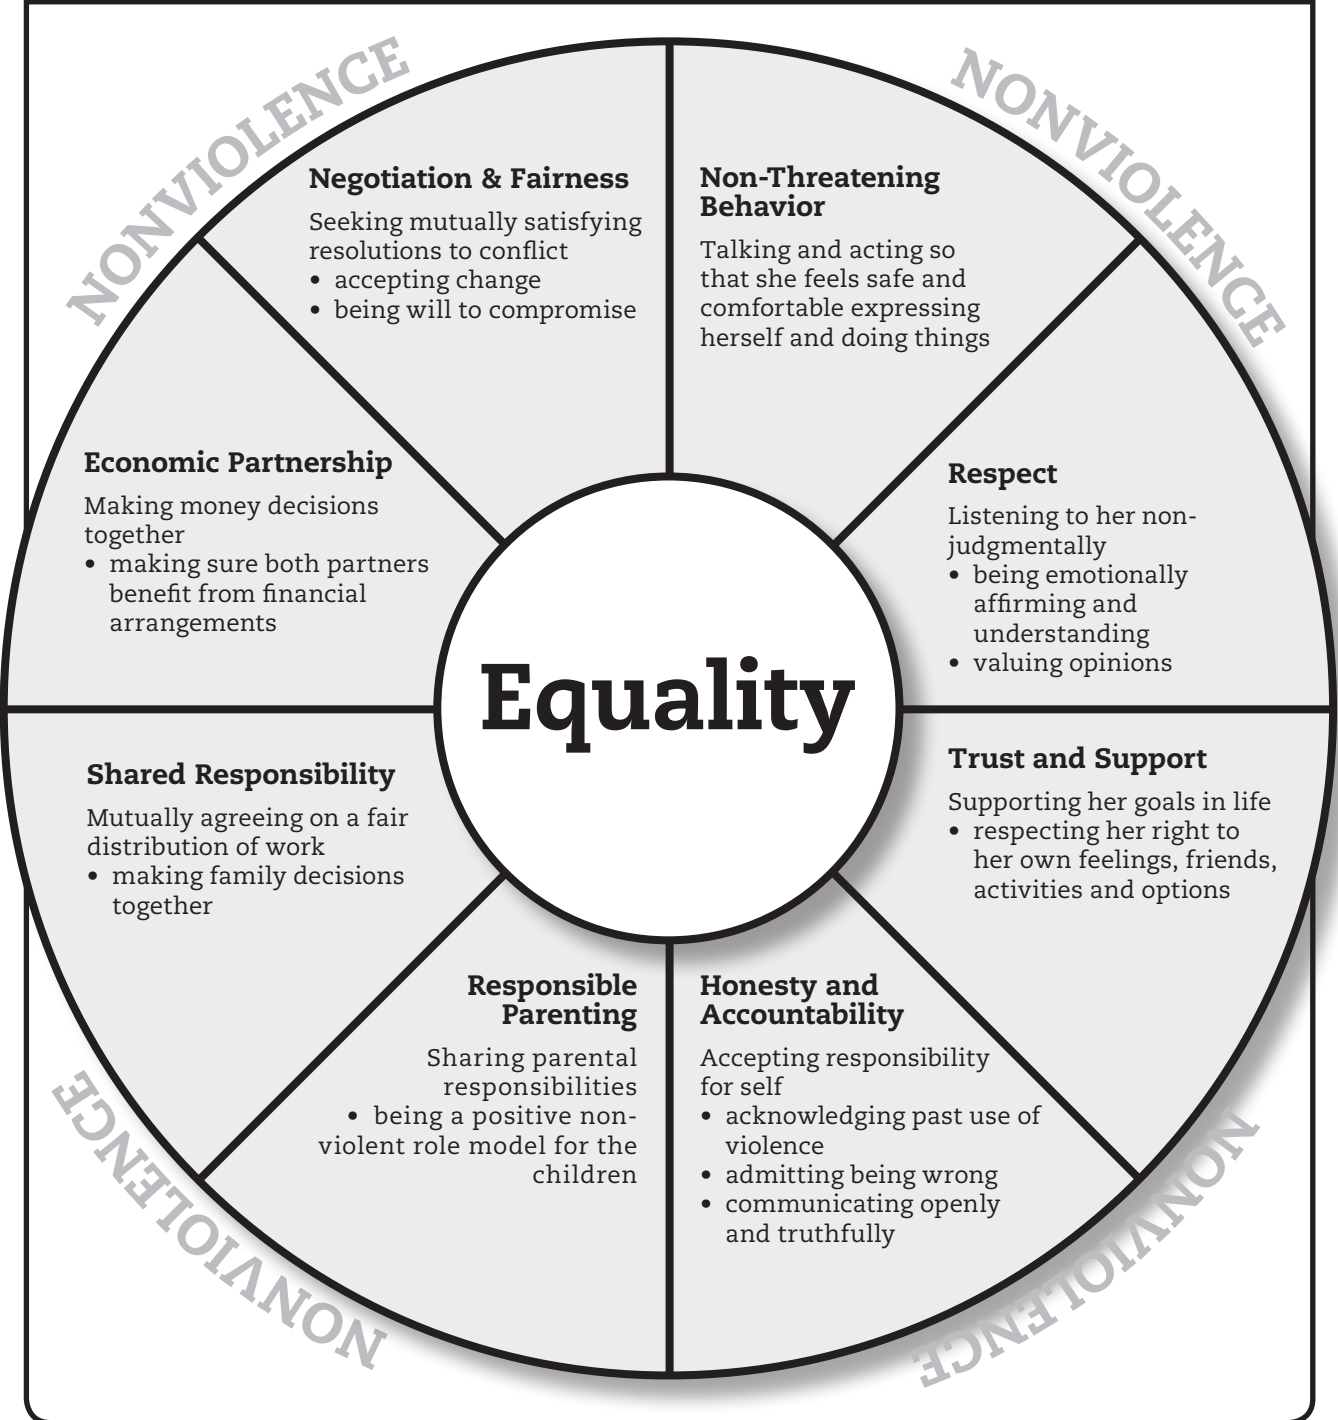 NONVIOLENCE
NONVIOLENCE
Negotiation & Fairness
Seeking mutually satisfying
resolutions to conflict
• accepting change
• being will to compromise
Non-Threatening
Behavior
Talking and acting so
that she feels safe and
comfortable expressing
herself and doing things
Economic Partnership
Making money decisions
together
• making sure both partners
benefit from financial
arrangements
Respect
Listening to her non-
judgmentally
• being emotionally
affirming and
understanding
• valuing opinions
Equality
Shared Responsibility
Mutually agreeing on a fair
distribution of work
• making family decisions
together
Trust and Support
Supporting her goals in life
• respecting her right to
her own feelings, friends,
activities and options
Responsible
Parenting
Sharing parental
responsibilities
• being a positive non-
violent role model for the
children
Honesty and
Accountability
Accepting responsibility
for self
• acknowledging past use of
violence
• admitting being wrong
• communicating openly
and truthfully
NONVIOLENCE
NONVIOLENCE